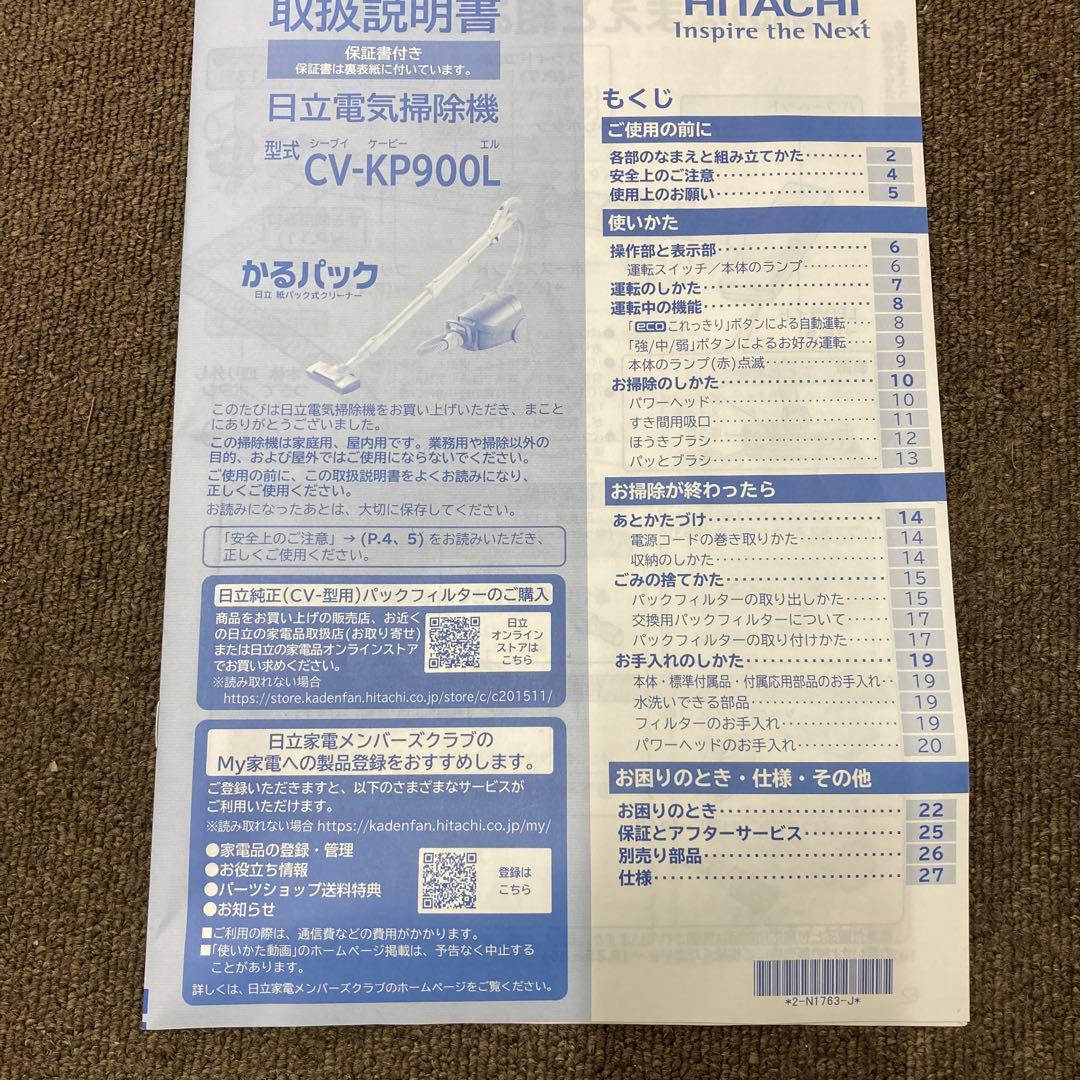 取扱説明書
保証書付き
保証書は裏表紙に付いています。
日立電気掃除機
シーブイ ケーピー エル
型式 CV-KP900L
かるパック
日立 紙パック式クリーナー
このたびは日立電気掃除機をお買い上げいただき、まこと
にありがとうございました。
この掃除機は家庭用、屋内用です。業務用や掃除以外の
目的、および屋外ではご使用にならないでください。
ご使用の前に、この取扱説明書をよくお読みになり、
正しくご使用ください。
お読みになったあとは、大切に保存してください。
「安全上のご注意」→ (P.4、5) をお読みいただき、
正しくご使用ください。
日立純正(CV-型用)パックフィルターのご購入
商品をお買い上げの販売店、お近く
の日立の家電品取扱店(お取り寄せ)
または日立の家電品オンラインストア
でお買い求めください。
※読み取れない場合
https://store.kadenfan.hitachi.co.jp/store/c/c201511/
日立
オンライン
ストアは
こちら
日立家電メンバーズクラブの
My家電への製品登録をおすすめします。
ご登録いただきますと、以下のさまざまなサービスが
ご利用いただけます。
※読み取れない場合 https://kadenfan.hitachi.co.jp/my/
●家電品の登録・管理
●お役立ち情報
●パーツショップ送料特典
●お知らせ
登録は
こちら
■ご利用の際は、通信費などの費用がかかります。
■「使いかた動画」のホームページ掲載は、予告なく中止する
ことがあります。
詳しくは、日立家電メンバーズクラブのホームページをご覧ください。
HITACHI
Inspire the Next
もくじ
ご使用の前に
各部のなまえと組み立てかた········ 2
安全上のご注意···················· 4
使用上のお願い···················· 5
使いかた
操作部と表示部···················· 6
運転スイッチ／本体のランプ·········· 6
運転のしかた······················ 7
運転中の機能······················ 8
「ecoこれっきり」ボタンによる自動運転···· 8
「強/中/弱」ボタンによるお好み運転···· 9
本体のランプ(赤)点滅················ 9
お掃除のしかた···················· 10
パワーヘッド······················ 10
すき間用吸口······················ 11
ほうきブラシ······················ 12
パッとブラシ······················ 13
お掃除が終わったら
あとかたづけ······················ 14
電源コードの巻き取りかた·········· 14
収納のしかた······················ 14
ごみの捨てかた···················· 15
パックフィルターの取り出しかた······ 15
交換用パックフィルターについて······ 17
パックフィルターの取り付けかた······ 17
お手入れのしかた·················· 19
本体・標準付属品・付属応用部品のお手入れ·· 19
水洗いできる部品·················· 19
フィルターのお手入れ·············· 19
パワーヘッドのお手入れ············ 20
お困りのとき・仕様・その他
お困りのとき······················ 22
保証とアフターサービス············ 25
別売り部品························ 26
仕様······························ 27
*2-N1763-J*